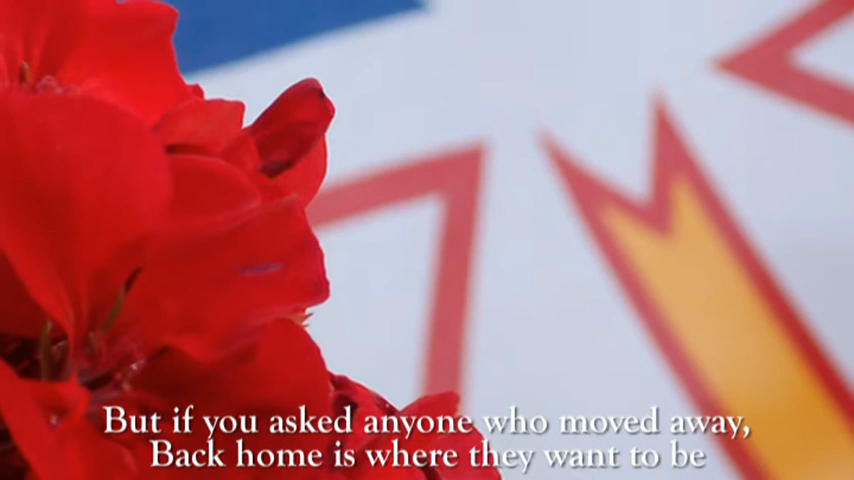 But if you asked anyone who moved away,
Back home is where they want to be